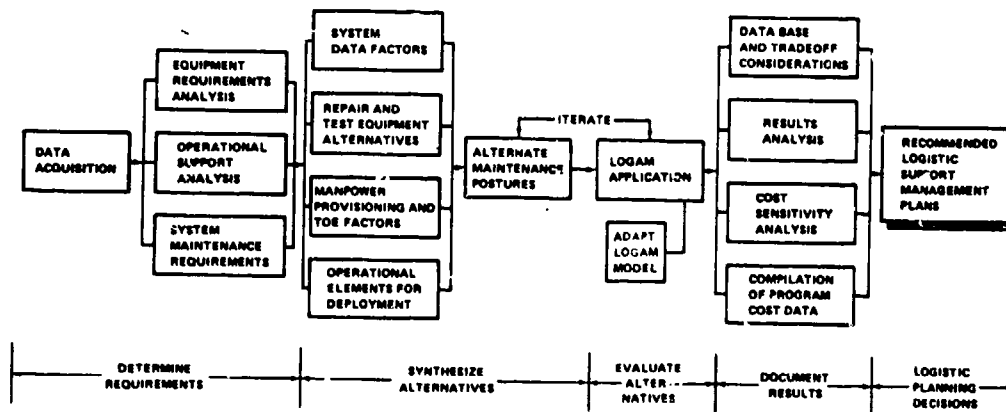 DATA
ACQUISITION
EQUIPMENT
REQUIREMENTS
ANALYSIS
OPERATIONAL
SUPPORT
ANALYSIS
SYSTEM
MAINTENANCE
REQUIREMENTS
SYSTEM
DATA FACTORS
REPAIR AND
TEST EQUIPMENT
ALTERNATIVES
MANPOWER
PROVISIONING AND
TOE FACTORS
OPERATIONAL
ELEMENTS FOR
DEPLOYMENT
ITERATE
ALTERNATE
MAINTENANCE
POSTURES
LOGAM
APPLICATION
ADAPT
LOGAM
MODEL
DATA BASE
AND TRADEOFF
CONSIDERATIONS
RESULTS
ANALYSIS
COST
SENSITIVITY
ANALYSIS
COMPILATION
OF PROGRAM
COST DATA
RECOMMENDED
LOGISTIC
SUPPORT
MANAGEMENT
PLANS
DETERMINE
REQUIREMENTS
SYNTHESIZE
ALTERNATIVES
EVALUATE
ALTER-
NATIVES
DOCUMENT
RESULTS
LOGISTIC
PLANNING
DECISIONS